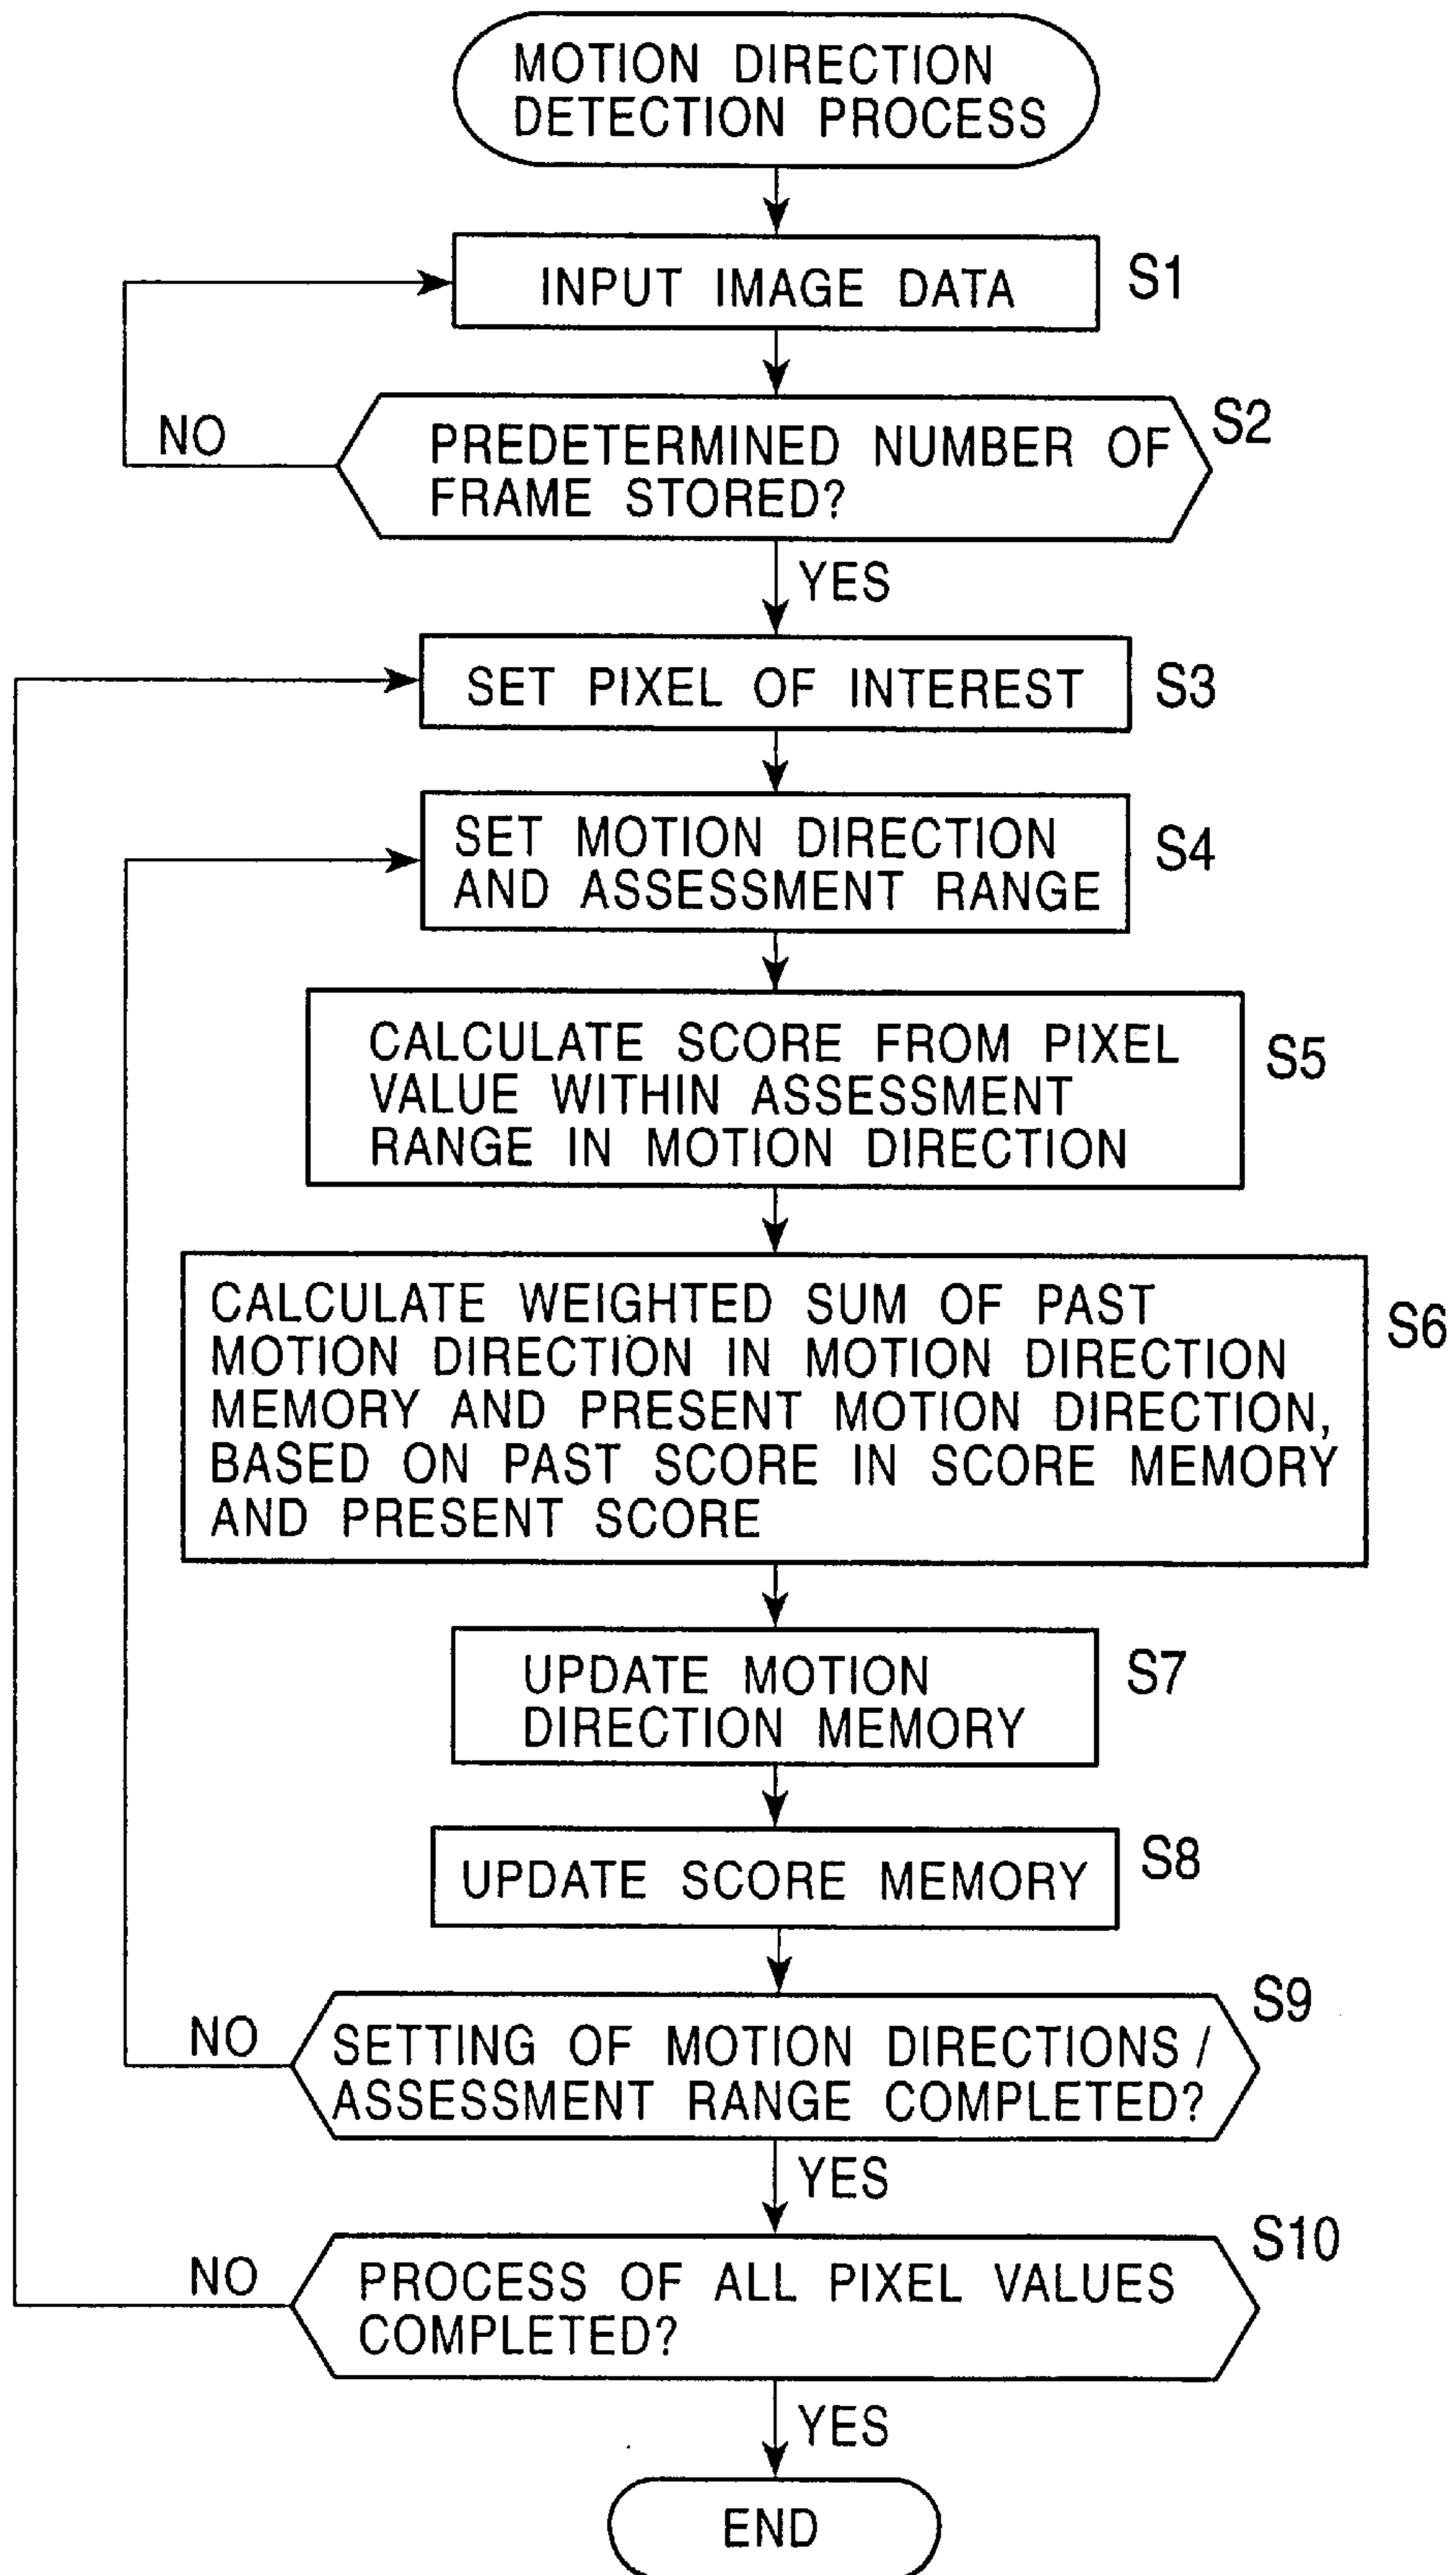 MOTION DIRECTION
DETECTION PROCESS
INPUT IMAGE DATA
S1
NO
PREDETERMINED NUMBER OF
FRAME STORED?
S2
YES
SET PIXEL OF INTEREST
S3
SET MOTION DIRECTION
AND ASSESSMENT RANGE
S4
CALCULATE SCORE FROM PIXEL
VALUE WITHIN ASSESSMENT
RANGE IN MOTION DIRECTION
S5
CALCULATE WEIGHTED SUM OF PAST
MOTION DIRECTION IN MOTION DIRECTION
MEMORY AND PRESENT MOTION DIRECTION,
BASED ON PAST SCORE IN SCORE MEMORY
AND PRESENT SCORE
S6
UPDATE MOTION
DIRECTION MEMORY
S7
UPDATE SCORE MEMORY
S8
NO
SETTING OF MOTION DIRECTIONS /
ASSESSMENT RANGE COMPLETED?
S9
YES
NO
PROCESS OF ALL PIXEL VALUES
COMPLETED?
S10
YES
END